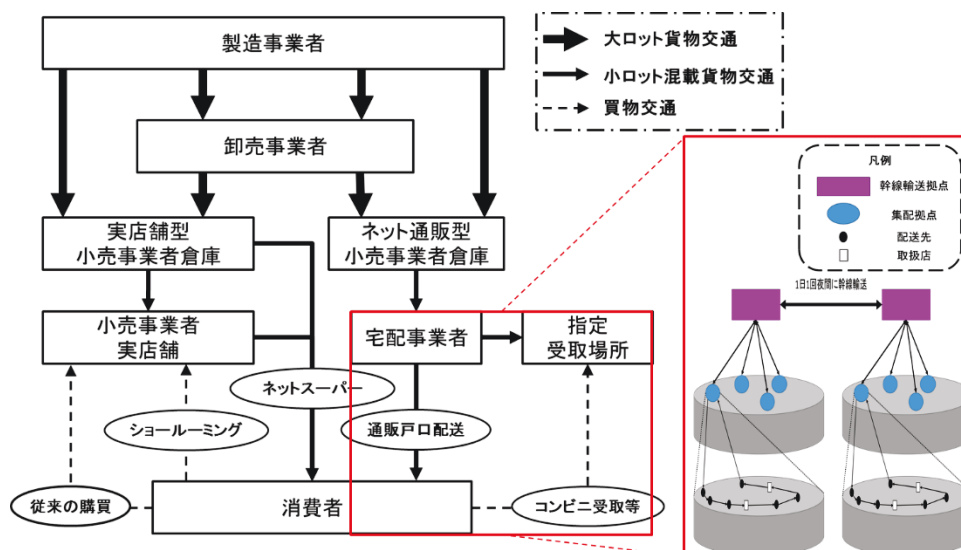 製造事業者
大ロット貨物交通
小ロット混載貨物交通
買物交通
卸売事業者
実店舗型
小売事業者倉庫
ネット通販型
小売事業者倉庫
小売事業者
実店舗
宅配事業者
指定
受取場所
ネットスーパー
ショールーミング
通販戸口配送
従来の購買
消費者
コンビニ受取等
凡例
幹線輸送拠点
集配拠点
配送先
取扱店
1日1回夜間に幹線輸送